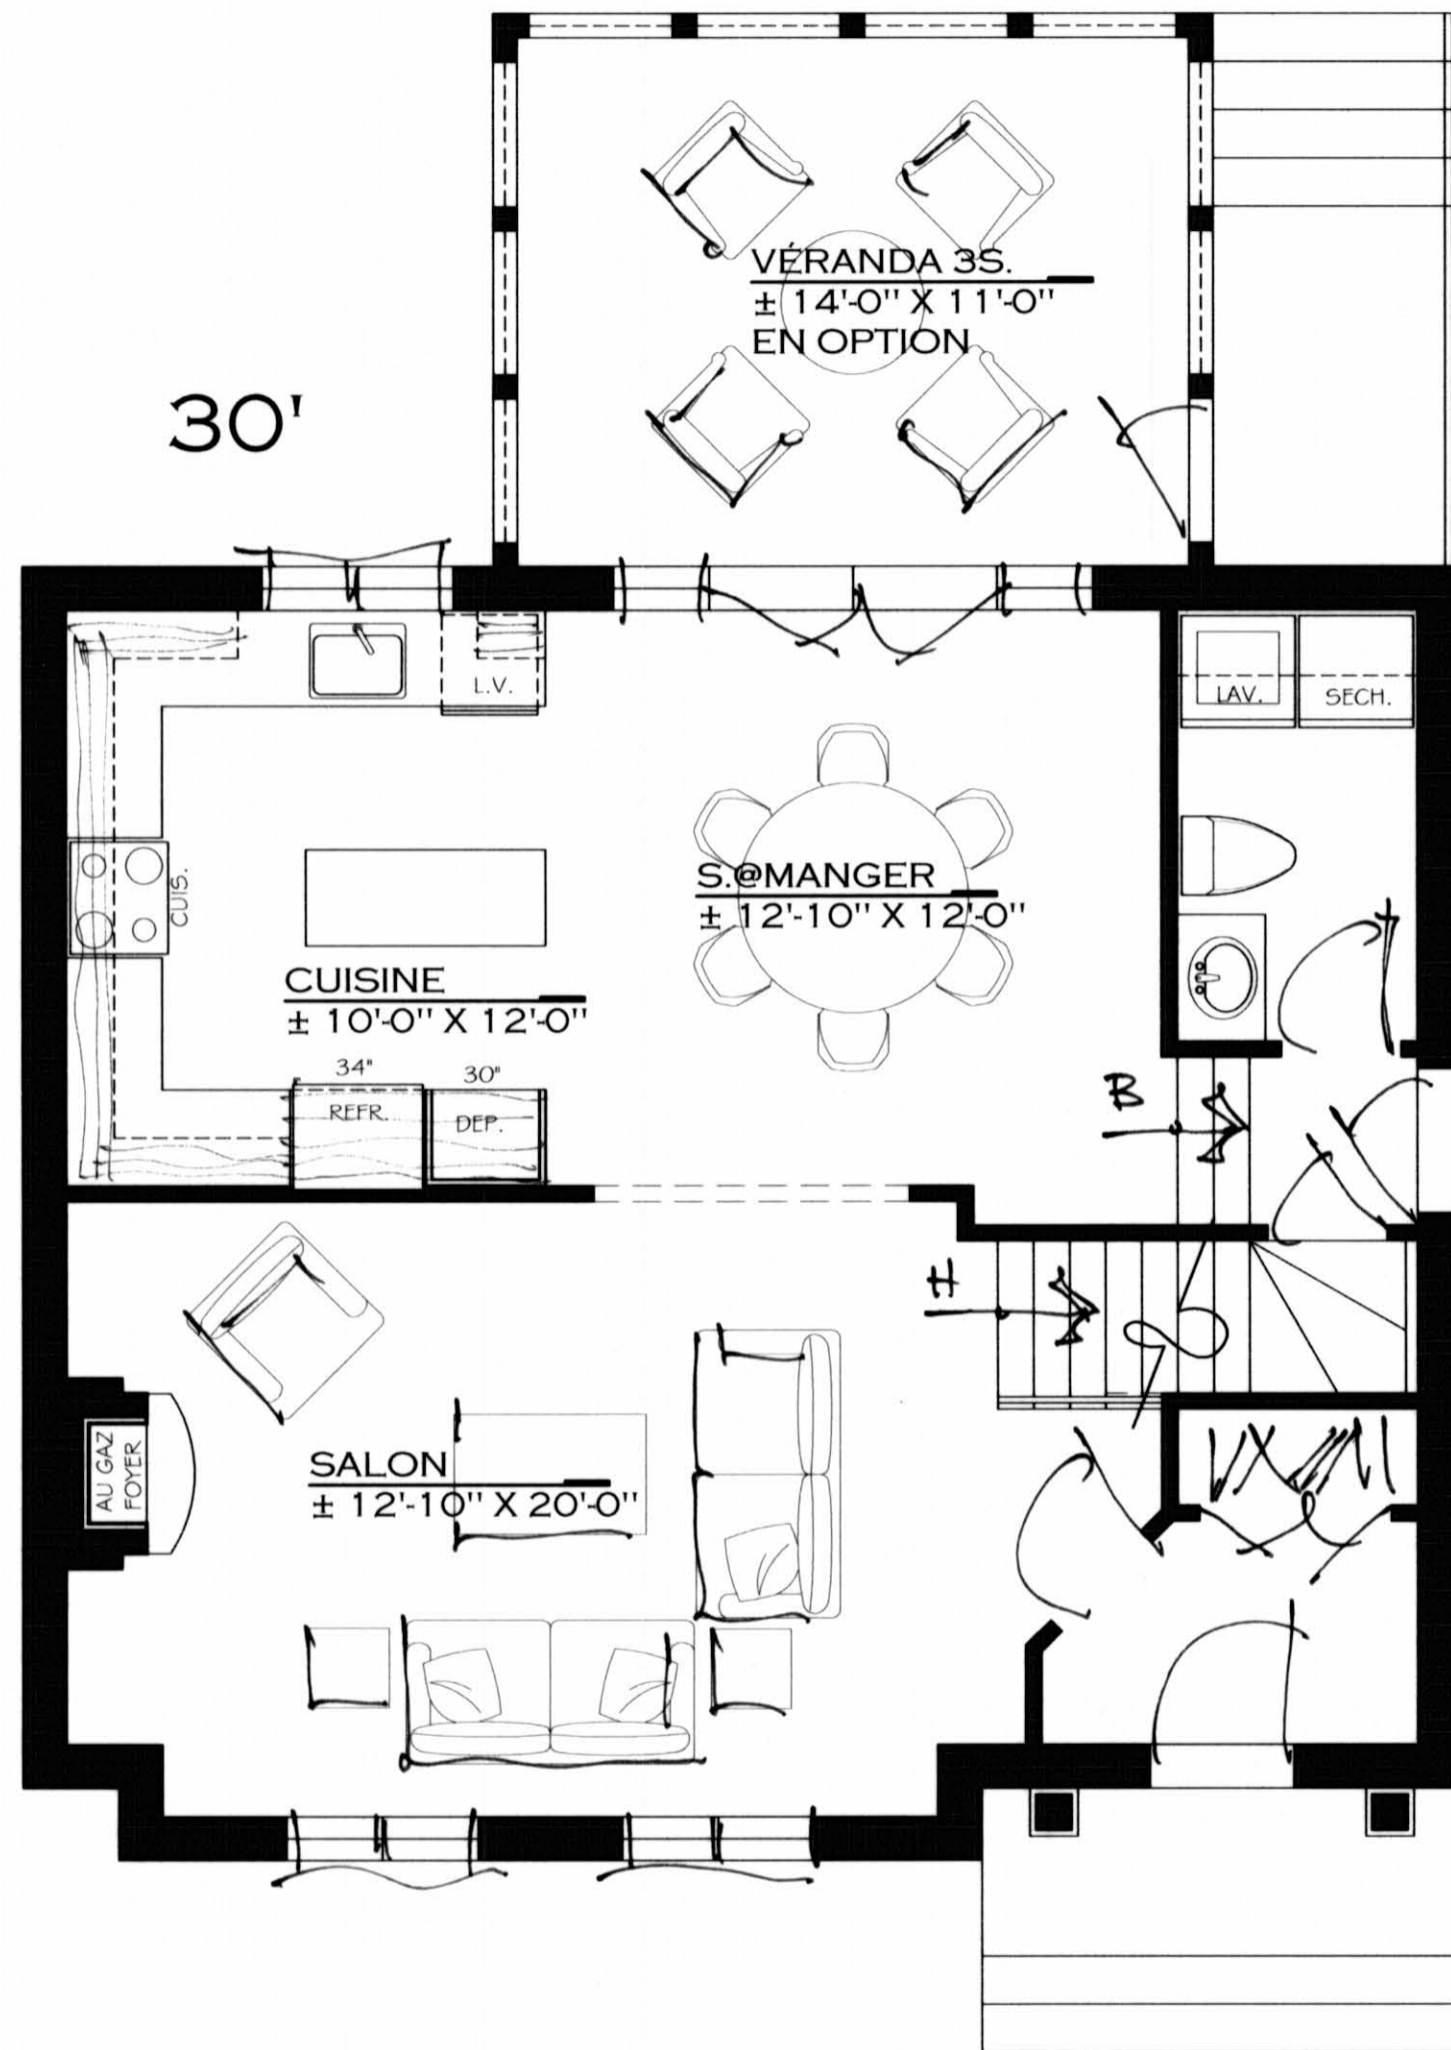 VÉRANDA 3S.
± 14'-0" X 11'-0"
EN OPTION
30'
L.V.
LAV.
SECH.
CUIS.
S.@MANGER
± 12'-10" X 12'-0"
CUISINE
± 10'-0" X 12'-0"
34"
30"
REFR.
DEP.
B
H
AU GAZ
FOYER
SALON
± 12'-10" X 20'-0"